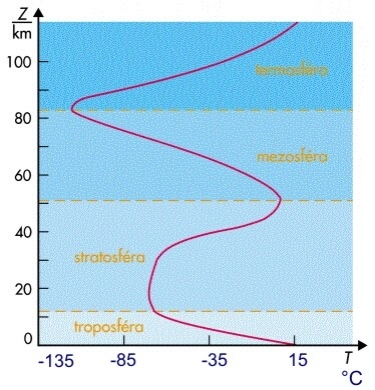 Z
km
100
80
60
40
20
0
termosféra
mezosféra
stratosféra
troposféra
-135
-85
-35
15
T
°C